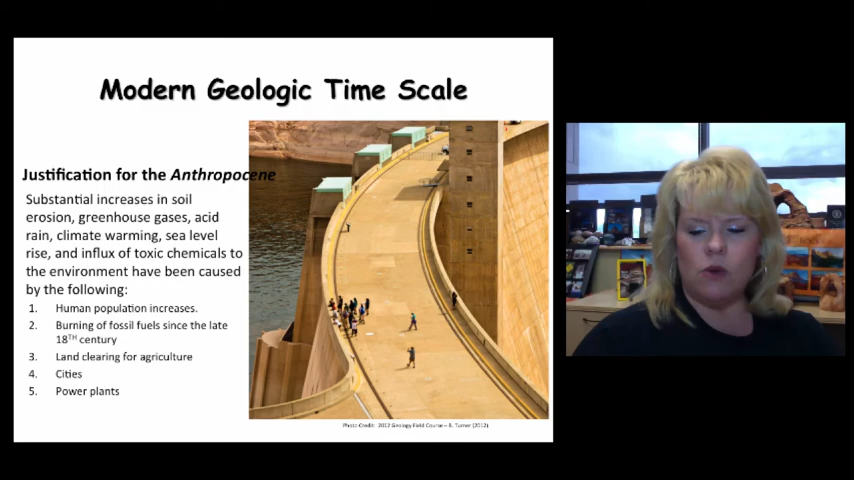 Modern Geologic Time Scale
Justification for the Anthropocene
Substantial increases in soil
erosion, greenhouse gases, acid
rain, climate warming, sea level
rise, and influx of toxic chemicals to
the environment have been caused
by the following:
1. Human population increases.
2. Burning of fossil fuels since the late
18TH century
3. Land clearing for agriculture
4. Cities
5. Power plants
Photo Credit: 2012 Geology Field Course – B. Turner (2012)